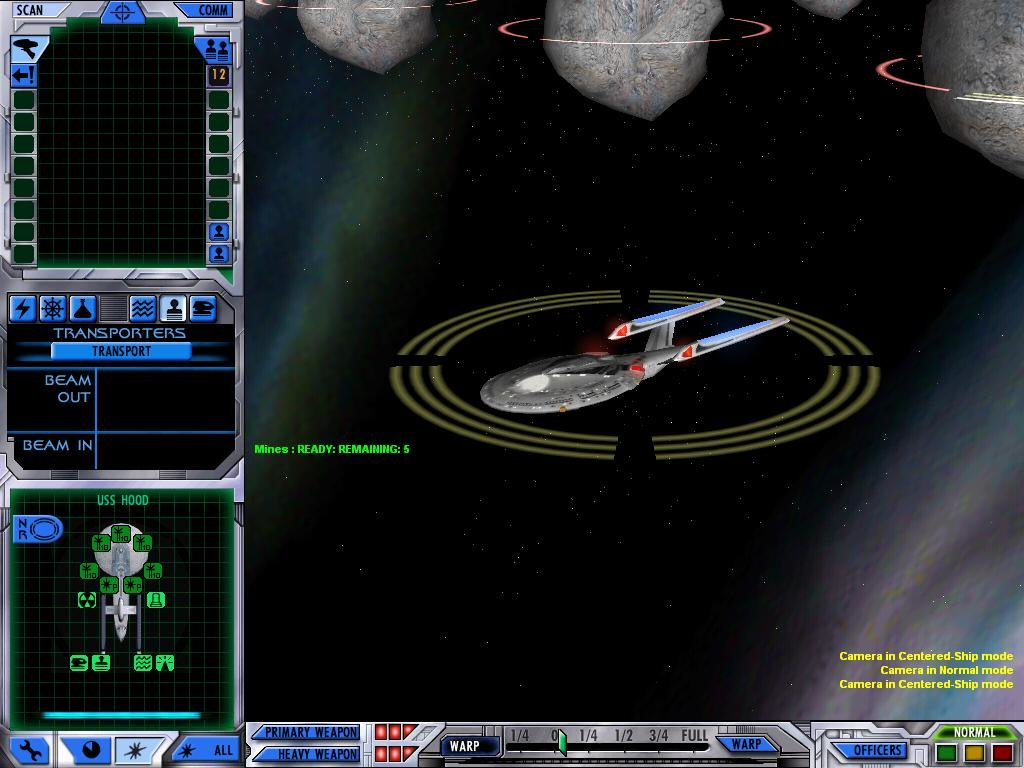 SCAN
COMM
12
TRANSPORTERS
TRANSPORT
BEAM
OUT
BEAM IN
Mines : READY: REMAINING: 5
USS HOOD
N
R
Camera in Centered-Ship mode
Camera in Normal mode
Camera in Centered-Ship mode
ALL
PRIMARY WEAPON
HEAVY WEAPON
WARP
1/4 0 1/4 1/2 3/4 FULL
WARP
OFFICERS
NORMAL